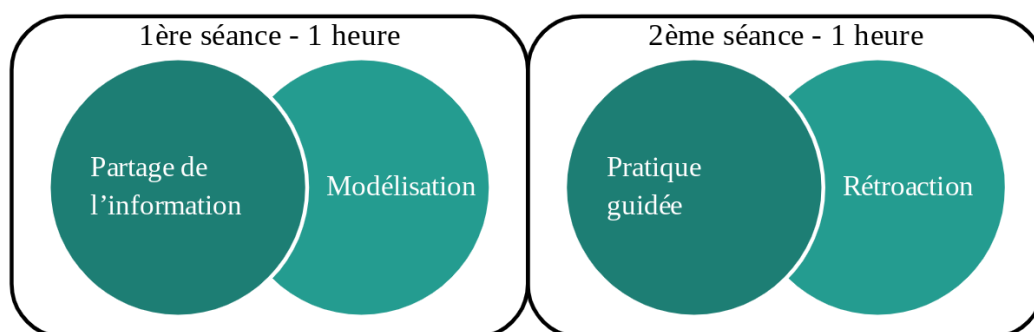 1ère séance - 1 heure
Partage de
l’information
Modélisation
2ème séance - 1 heure
Pratique
guidée
Rétroaction